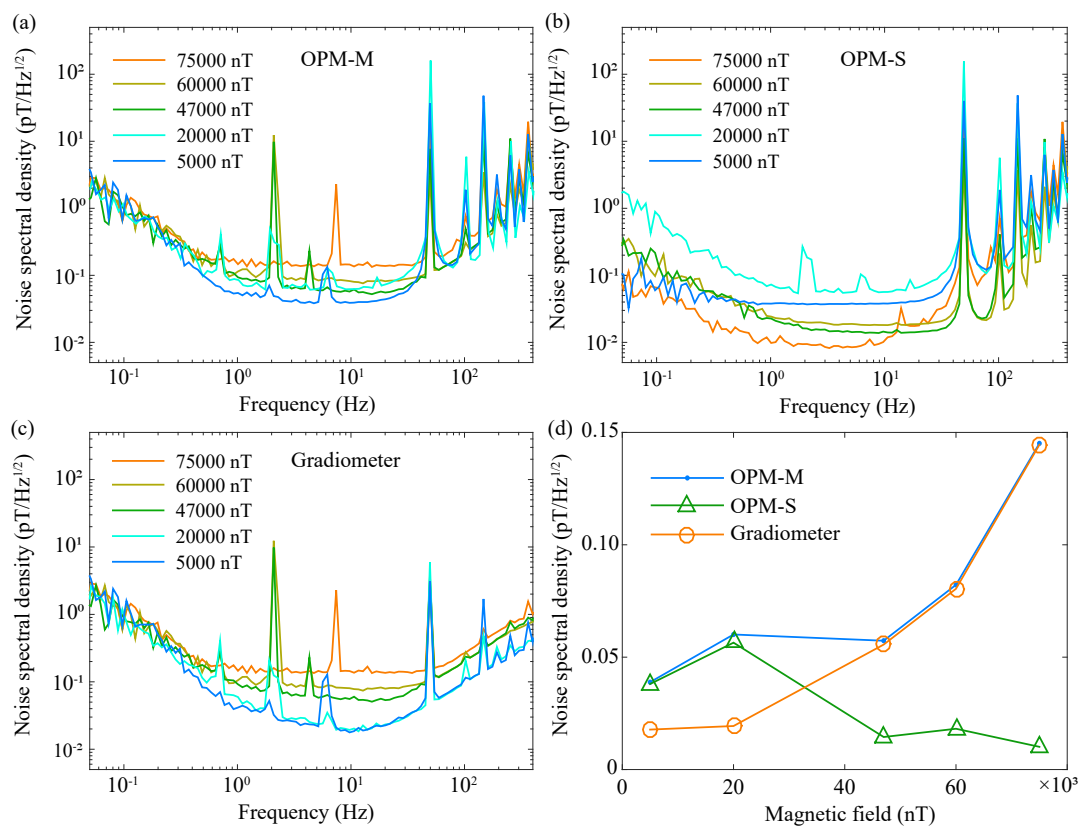 (a)
OPM-M
75000 nT
60000 nT
47000 nT
20000 nT
5000 nT
10²
10¹
10⁰
10⁻¹
10⁻²
Noise spectral density (pT/Hz¹/²)
10⁻¹
10⁰
10¹
10²
Frequency (Hz)
(b)
OPM-S
75000 nT
60000 nT
47000 nT
20000 nT
5000 nT
10²
10¹
10⁰
10⁻¹
10⁻²
Noise spectral density (pT/Hz¹/²)
10⁻¹
10⁰
10¹
10²
Frequency (Hz)
(c)
Gradiometer
75000 nT
60000 nT
47000 nT
20000 nT
5000 nT
10²
10¹
10⁰
10⁻¹
10⁻²
Noise spectral density (pT/Hz¹/²)
10⁻¹
10⁰
10¹
10²
Frequency (Hz)
(d)
OPM-M
OPM-S
Gradiometer
0.15
0.10
0.05
0
Noise spectral density (pT/Hz¹/²)
0
20
40
60
×10³
Magnetic field (nT)